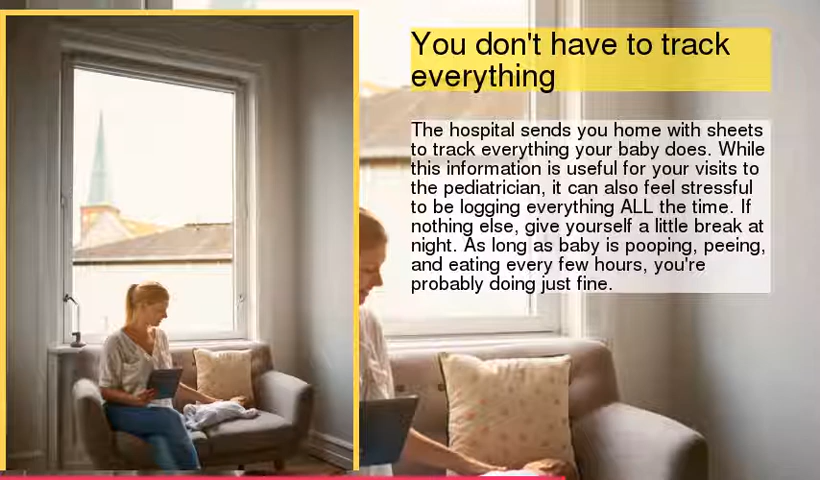 You don't have to track
everything
The hospital sends you home with sheets
to track everything your baby does. While
this information is useful for your visits to
the pediatrician, it can also feel stressful
to be logging everything ALL the time. If
nothing else, give yourself a little break at
night. As long as baby is pooping, peeing,
and eating every few hours, you're
probably doing just fine.